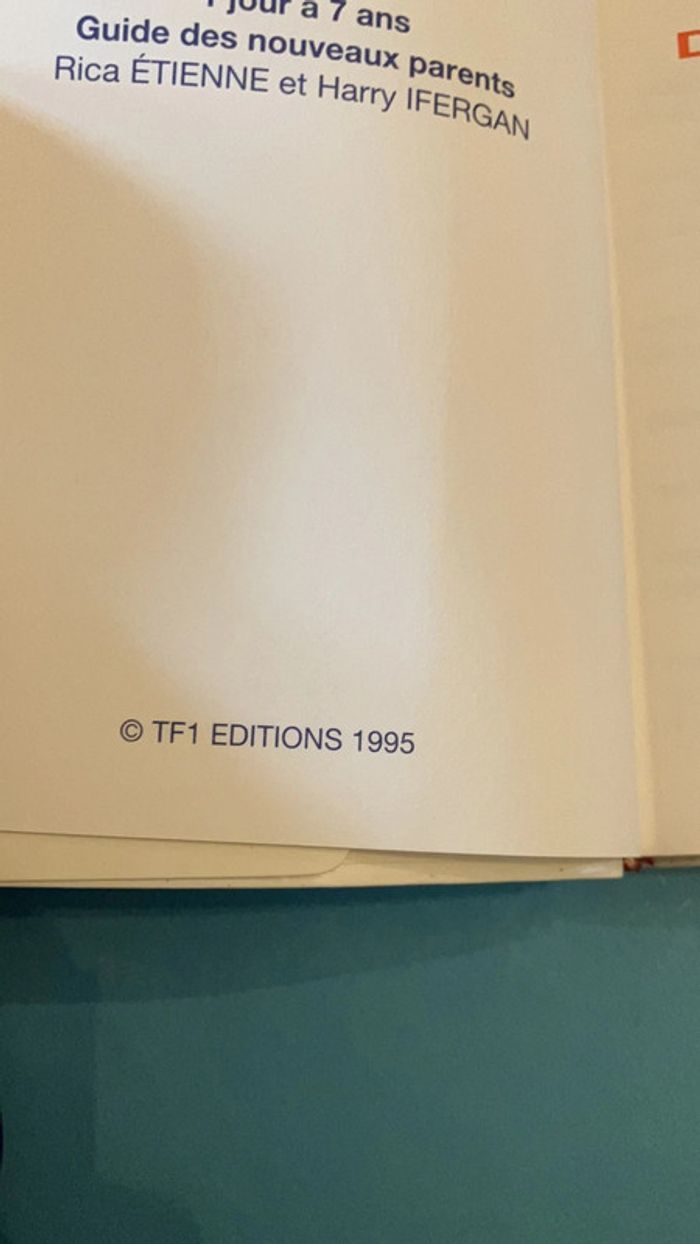 jour à 7 ans
Guide des nouveaux parents
Rica ÉTIENNE et Harry IFERGAN
© TF1 EDITIONS 1995